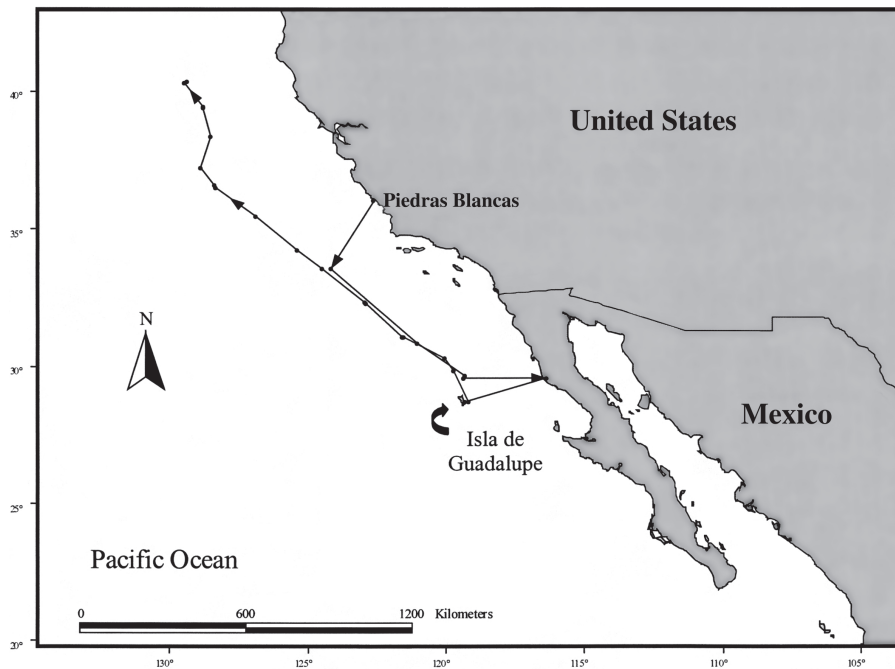 40°
United States
Piedras Blancas
35°
N
30°
Mexico
Isla de
Guadalupe
25°
Pacific Ocean
0 600 1200 Kilometers
20°
130° 125° 120° 115° 110° 105°